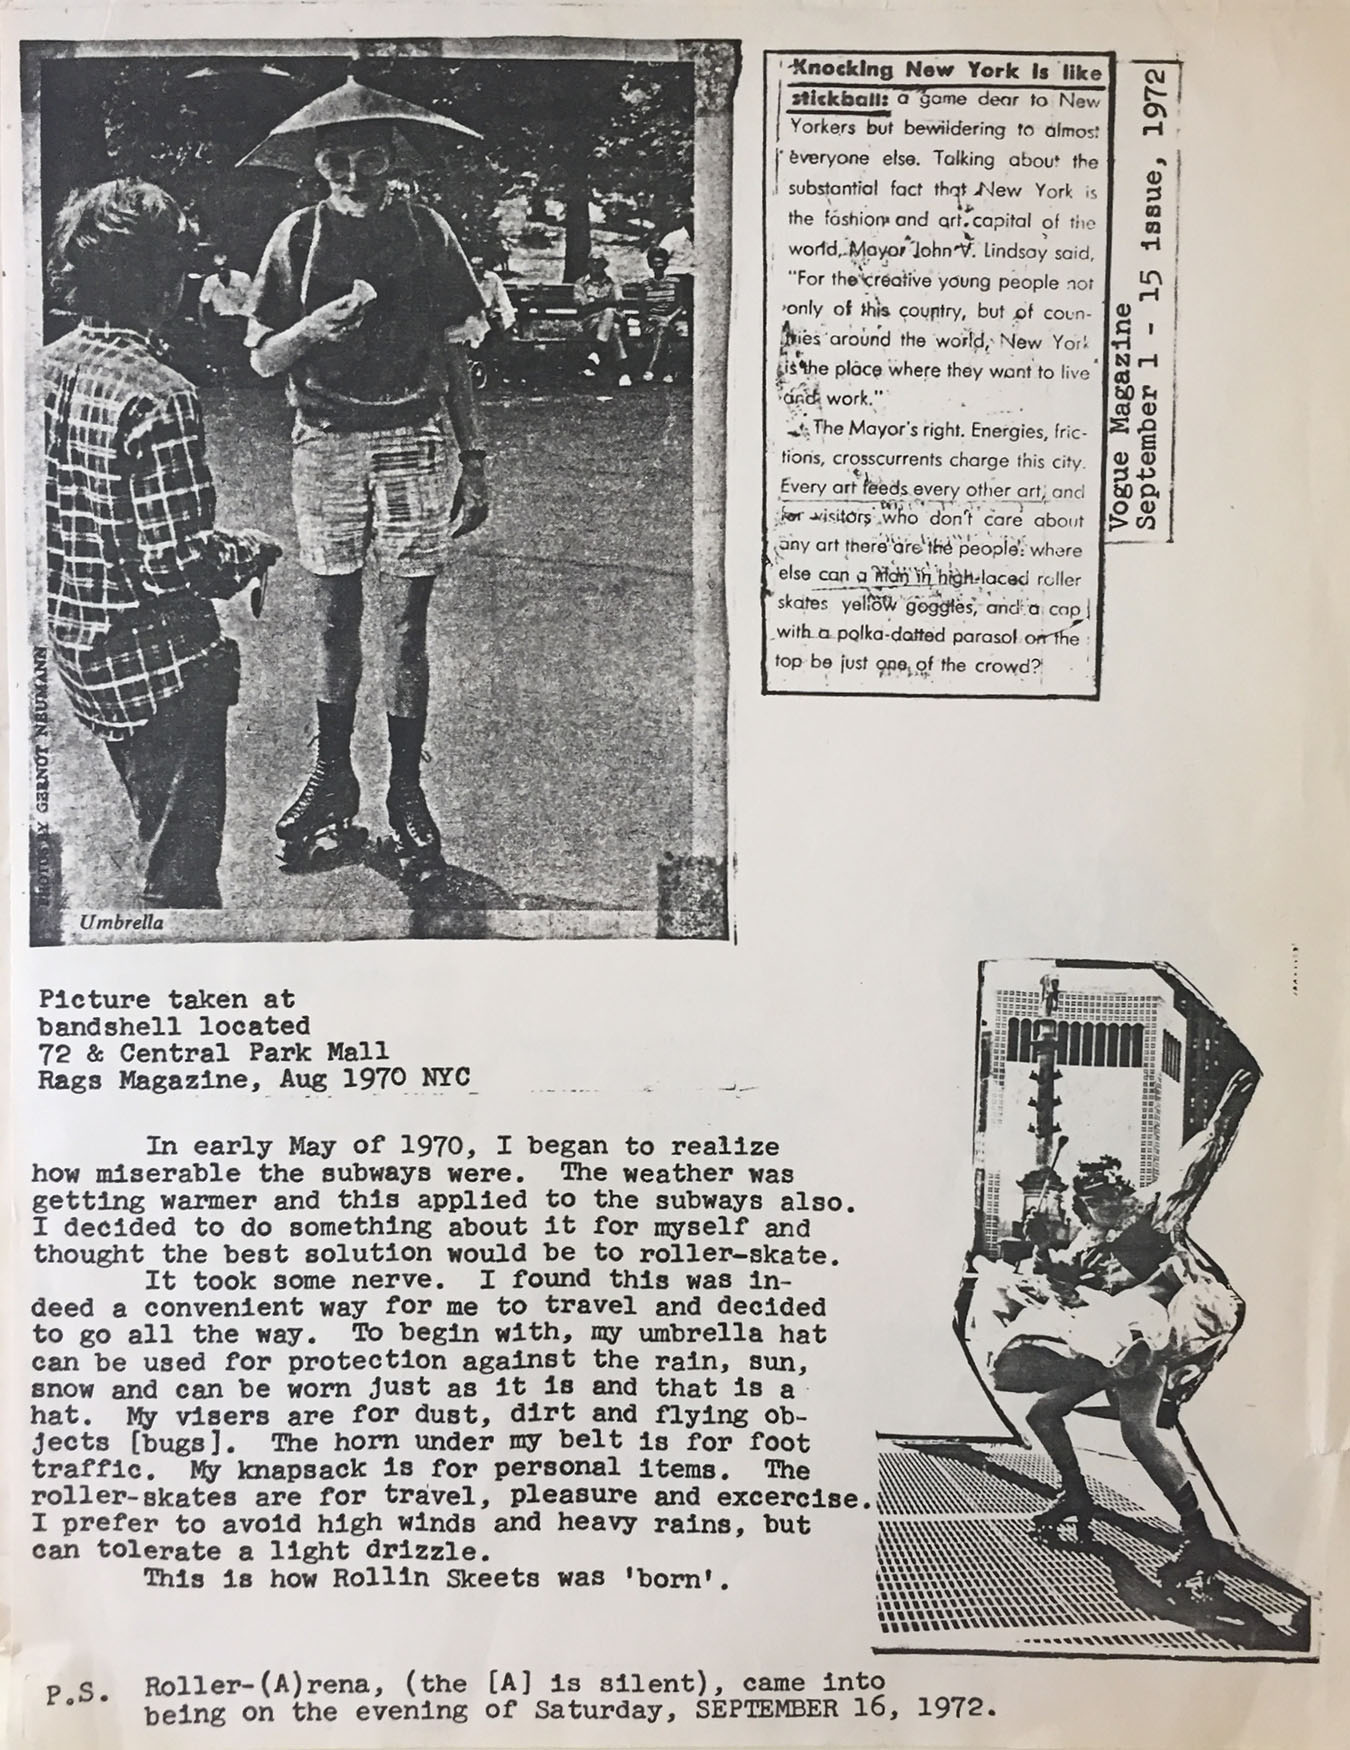 PHOTOS BY GERNOT NEUMANN
Umbrella
Knocking New York is like
stickball: a game dear to New
Yorkers but bewildering to almost
everyone else. Talking about the
substantial fact that New York is
the fashion and art capital of the
world, Mayor John V. Lindsay said,
"For the creative young people not
only of this country, but of coun-
tries around the world, New York
is the place where they want to live
and work."
The Mayor's right. Energies, fric-
tions, crosscurrents charge this city.
Every art feeds every other art, and
for visitors who don't care about
any art there are the people: where
else can a man in high-laced roller
skates yellow goggles, and a cap
with a polka-dotted parasol on the
top be just one of the crowd?
Vogue Magazine
September 1 - 15 issue, 1972
Picture taken at
bandshell located
72 & Central Park Mall
Rags Magazine, Aug 1970 NYC
In early May of 1970, I began to realize
how miserable the subways were. The weather was
getting warmer and this applied to the subways also.
I decided to do something about it for myself and
thought the best solution would be to roller-skate.
It took some nerve. I found this was in-
deed a convenient way for me to travel and decided
to go all the way. To begin with, my umbrella hat
can be used for protection against the rain, sun,
snow and can be worn just as it is and that is a
hat. My visers are for dust, dirt and flying ob-
jects [bugs]. The horn under my belt is for foot
traffic. My knapsack is for personal items. The
roller-skates are for travel, pleasure and excercise.
I prefer to avoid high winds and heavy rains, but
can tolerate a light drizzle.
This is how Rollin Skeets was 'born'.
P.S. Roller-(A)rena, (the [A] is silent), came into
being on the evening of Saturday, SEPTEMBER 16, 1972.